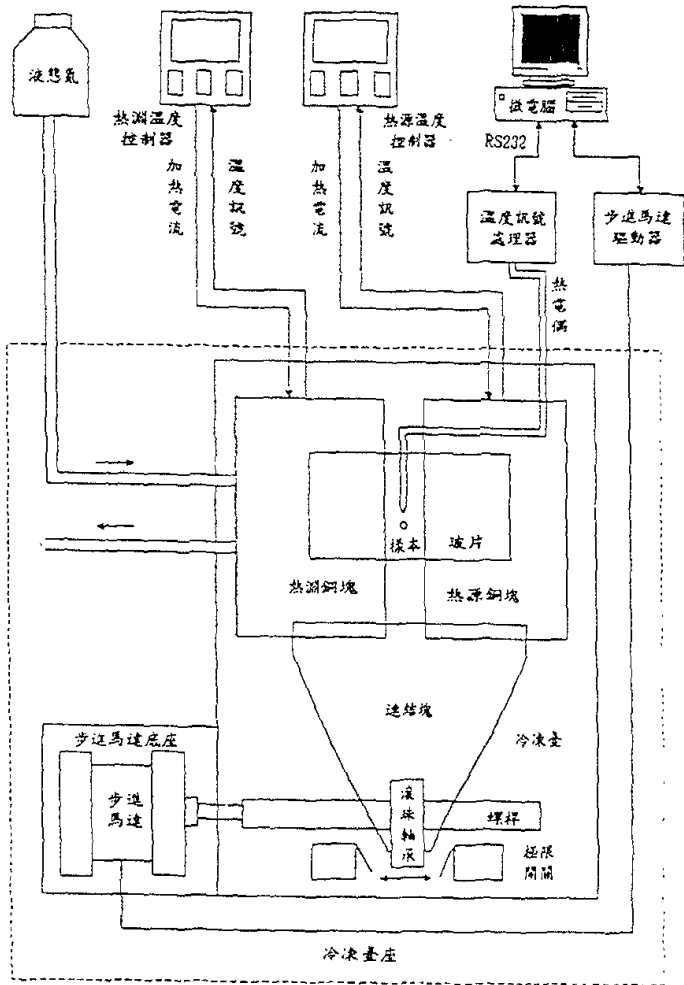 液態氮
熱淵溫度
控制器
熱源溫度
控制器
微電腦
RS232
加熱電流
溫度訊號
加熱電流
溫度訊號
溫度訊號
處理器
步進馬達
驅動器
熱電偶
樣本
玻片
熱淵銅塊
熱源銅塊
連結塊
冷凍臺
步進馬達底座
步進
馬達
滾珠軸承
螺桿
極限
開關
冷凍臺座